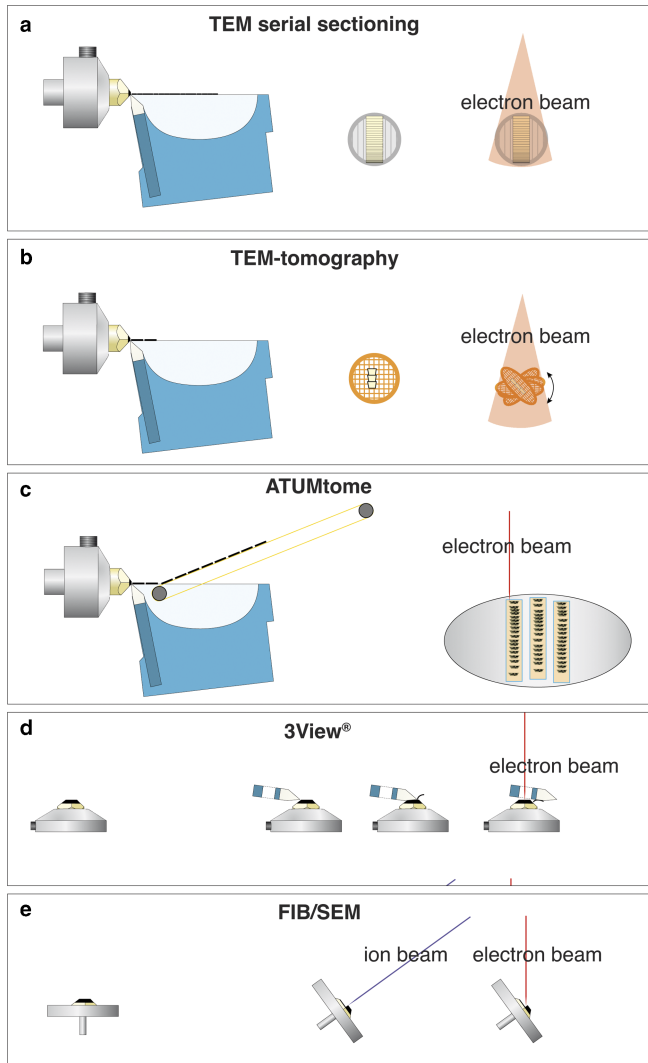 a
TEM serial sectioning
electron beam
b
TEM-tomography
electron beam
c
ATUMtome
electron beam
d
3View®
electron beam
e
FIB/SEM
ion beam
electron beam